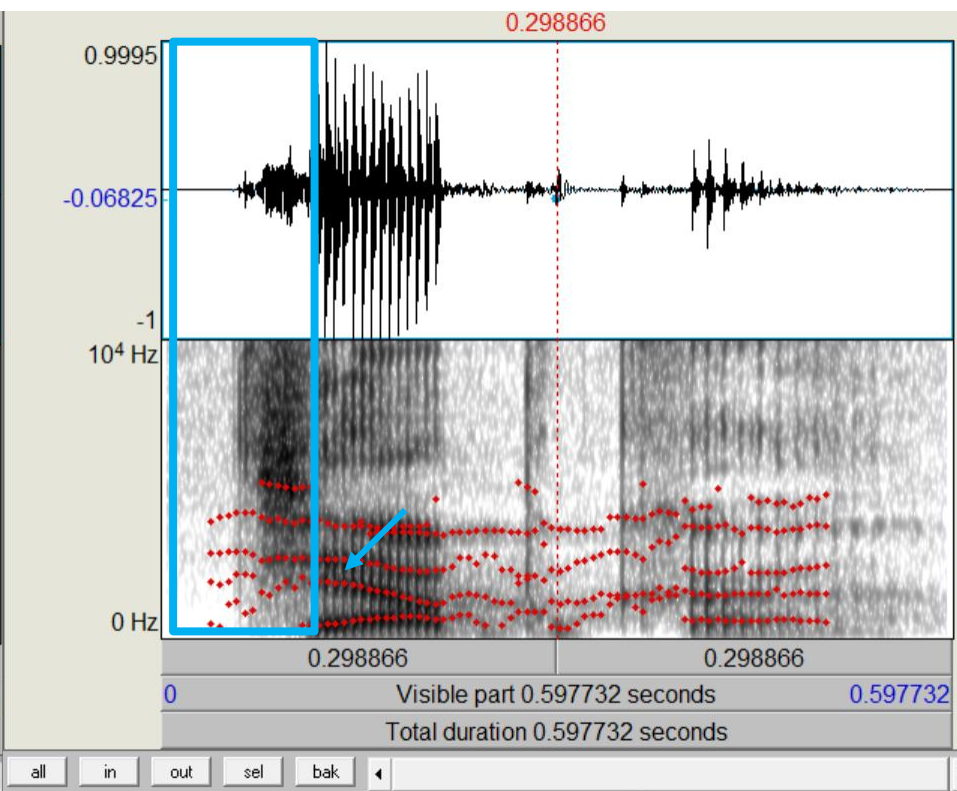 0.298866
0.9995
-0.06825
-1
10⁴ Hz
0 Hz
0.298866 0.298866
0 Visible part 0.597732 seconds 0.597732
Total duration 0.597732 seconds
all in out sel bak